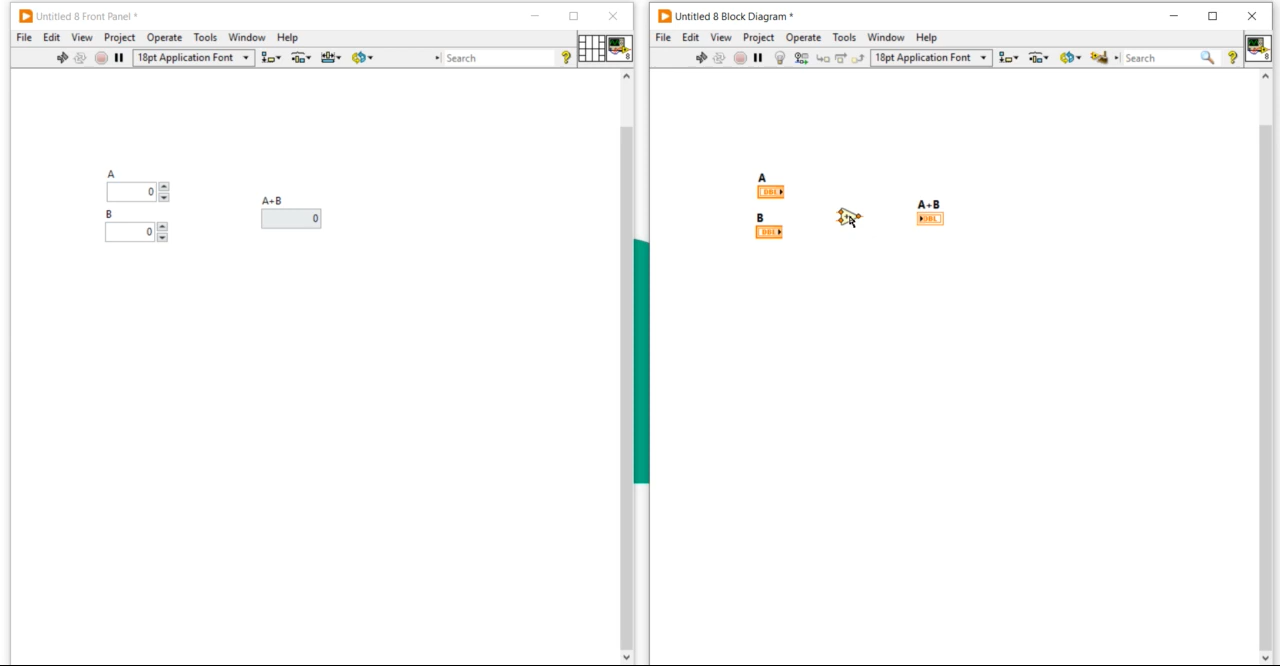 Untitled 8 Front Panel *
File Edit View Project Operate Tools Window Help
18pt Application Font
Search
?
8
A
0
B
0
A+B
0
Untitled 8 Block Diagram *
File Edit View Project Operate Tools Window Help
18pt Application Font
Search
?
8
A
DBL
B
DBL
A+B
DBL